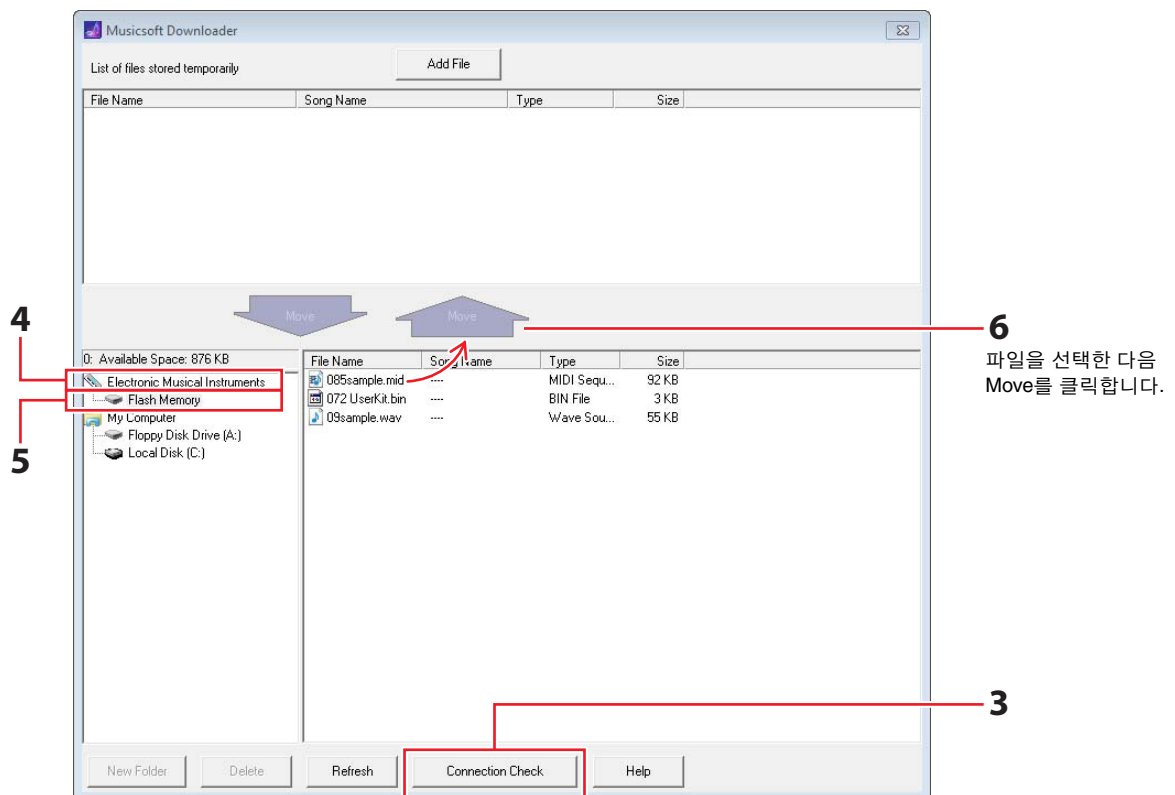 Musicsoft Downloader
List of files stored temporarily
Add File
File Name Song Name Type Size
Move Move
4
6
파일을 선택한 다음
Move를 클릭합니다.
0: Available Space: 876 KB
Electronic Musical Instruments
Flash Memory
My Computer
Floppy Disk Drive (A:)
Local Disk (C:)
5
File Name Song Name Type Size
085sample.mid ---- MIDI Sequ... 92 KB
072 UserKit.bin ---- BIN File 3 KB
09sample.wav ---- Wave Sou... 55 KB
3
New Folder Delete Refresh Connection Check Help